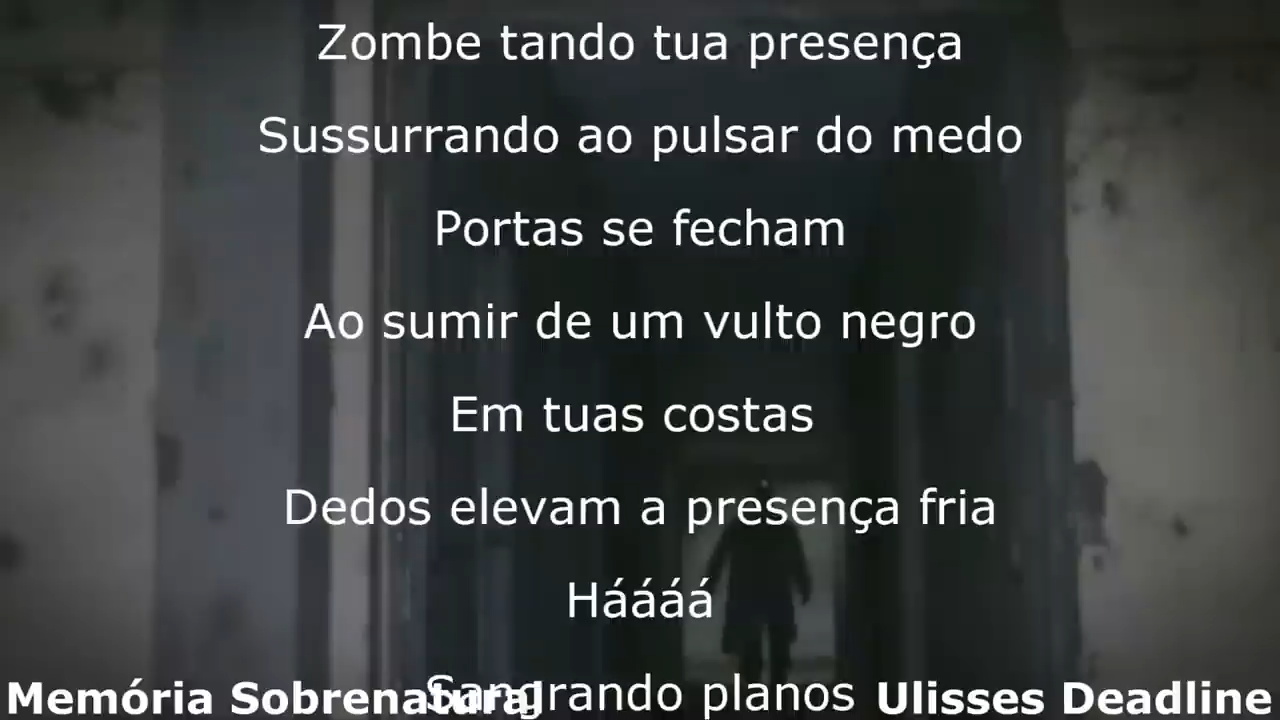 Zombe tando tua presença
Sussurrando ao pulsar do medo
Portas se fecham
Ao sumir de um vulto negro
Em tuas costas
Dedos elevam a presença fria
Háááá
Sangrando planos
Memória Sobrenatural
Ulisses Deadline